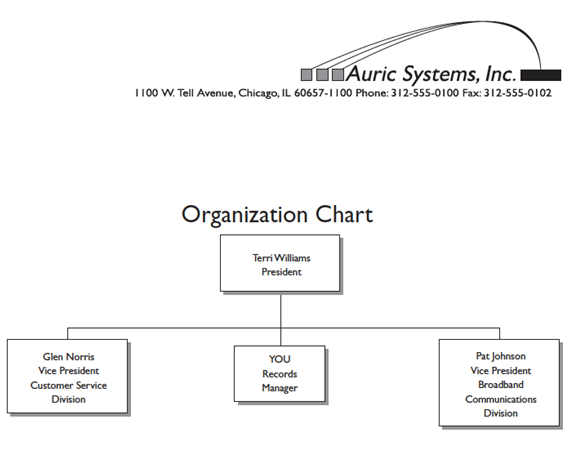 Auric Systems, Inc.
1100 W. Tell Avenue, Chicago, IL 60657-1100 Phone: 312-555-0100 Fax: 312-555-0102
Organization Chart
Terri Williams
President
Glen Norris
Vice President
Customer Service
Division
YOU
Records
Manager
Pat Johnson
Vice President
Broadband
Communications
Division